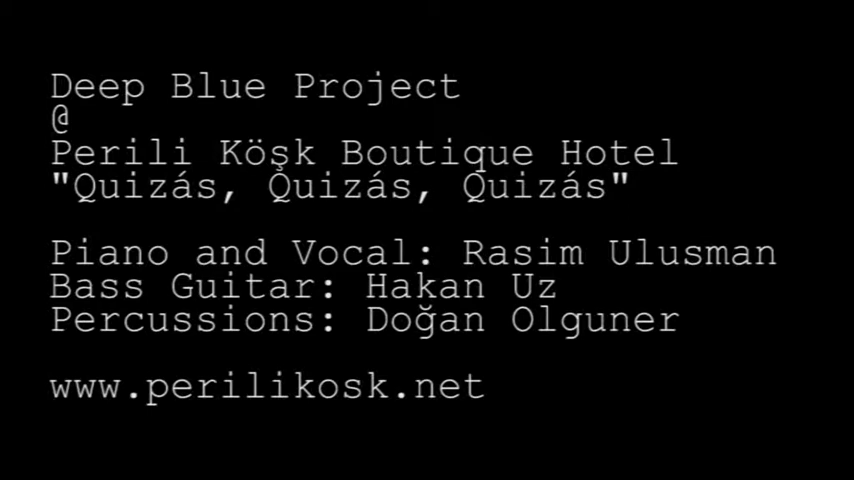 Deep Blue Project
@
Perili Köşk Boutique Hotel
"Quizás, Quizás, Quizás"
Piano and Vocal: Rasim Ulusman
Bass Guitar: Hakan Uz
Percussions: Doğan Olguner
www.perilikosk.net